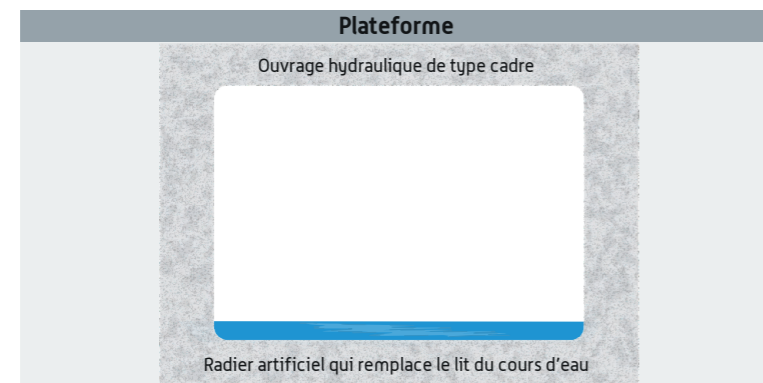 Plateforme
Ouvrage hydraulique de type cadre
Radier artificiel qui remplace le lit du cours d’eau